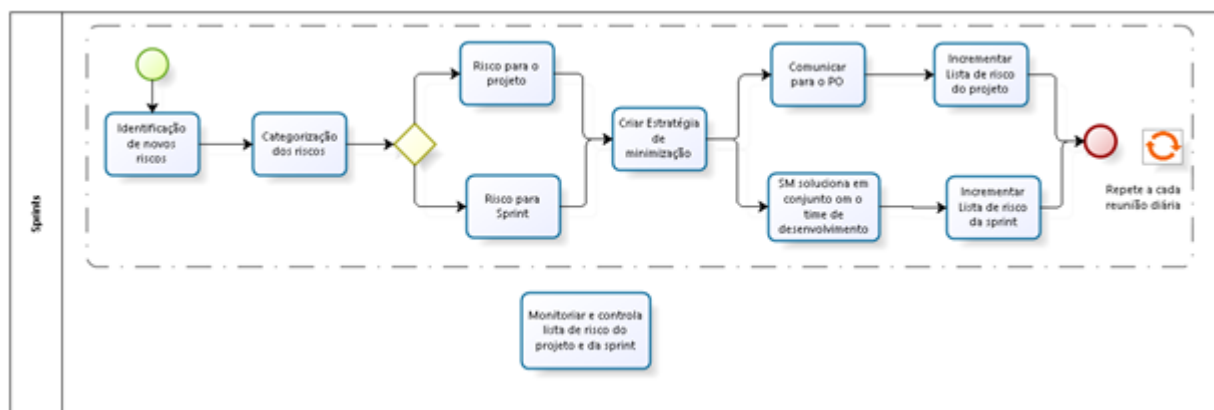 Sprints
Identificação
de novos
riscos
Categorização
dos riscos
Risco para o
projeto
Risco para
Sprint
Criar Estratégia
de
minimização
Comunicar
para o PO
Incrementar
Lista de risco
do projeto
SM soluciona em
conjunto om o
time de
desenvolvimento
Incrementar
Lista de risco
da sprint
Repete a cada
reunião diária
Monitoriar e controla
lista de risco do
projeto e da sprint